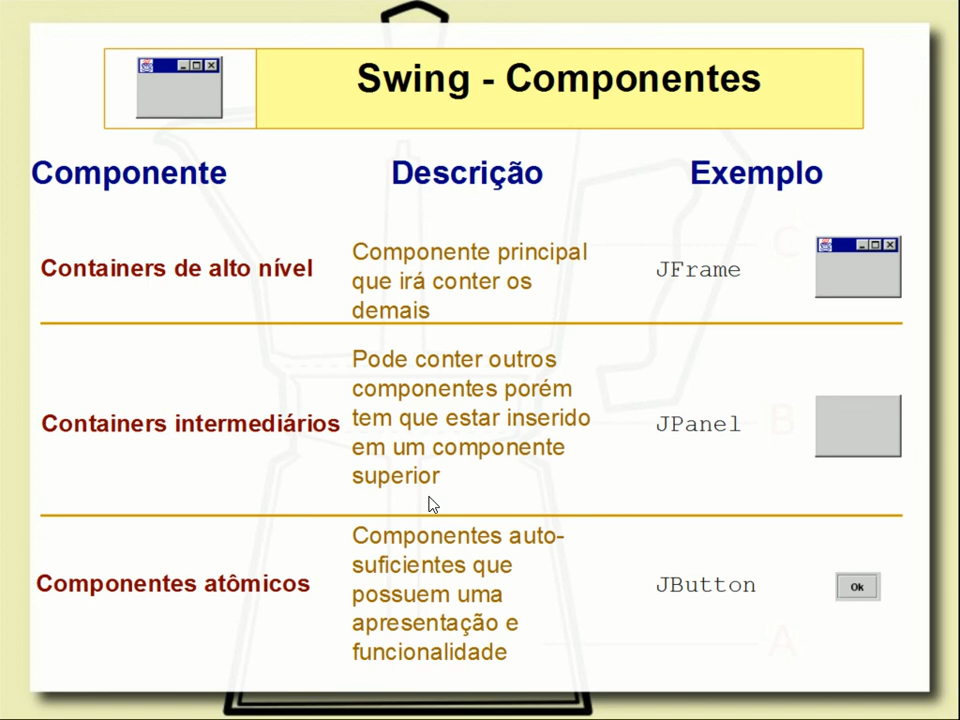 Swing - Componentes
Componente
Descrição
Exemplo
Containers de alto nível
Componente principal
que irá conter os
demais
JFrame
Containers intermediários
Pode conter outros
componentes porém
tem que estar inserido
em um componente
superior
JPanel
Componentes atômicos
Componentes auto-
suficientes que
possuem uma
apresentação e
funcionalidade
JButton
Ok
C
B
A